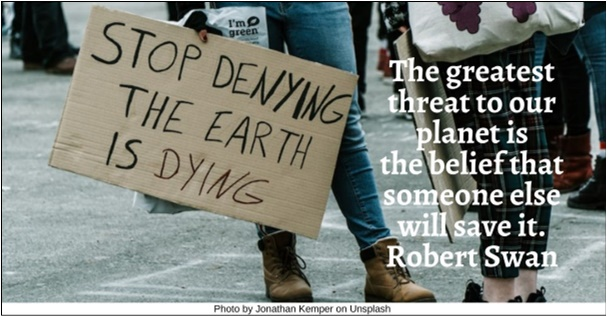 I'm
green
STOP DENYING
THE EARTH
IS DYING
The greatest
threat to our
planet is
the belief that
someone else
will save it.
Robert Swan
Photo by Jonathan Kemper on Unsplash